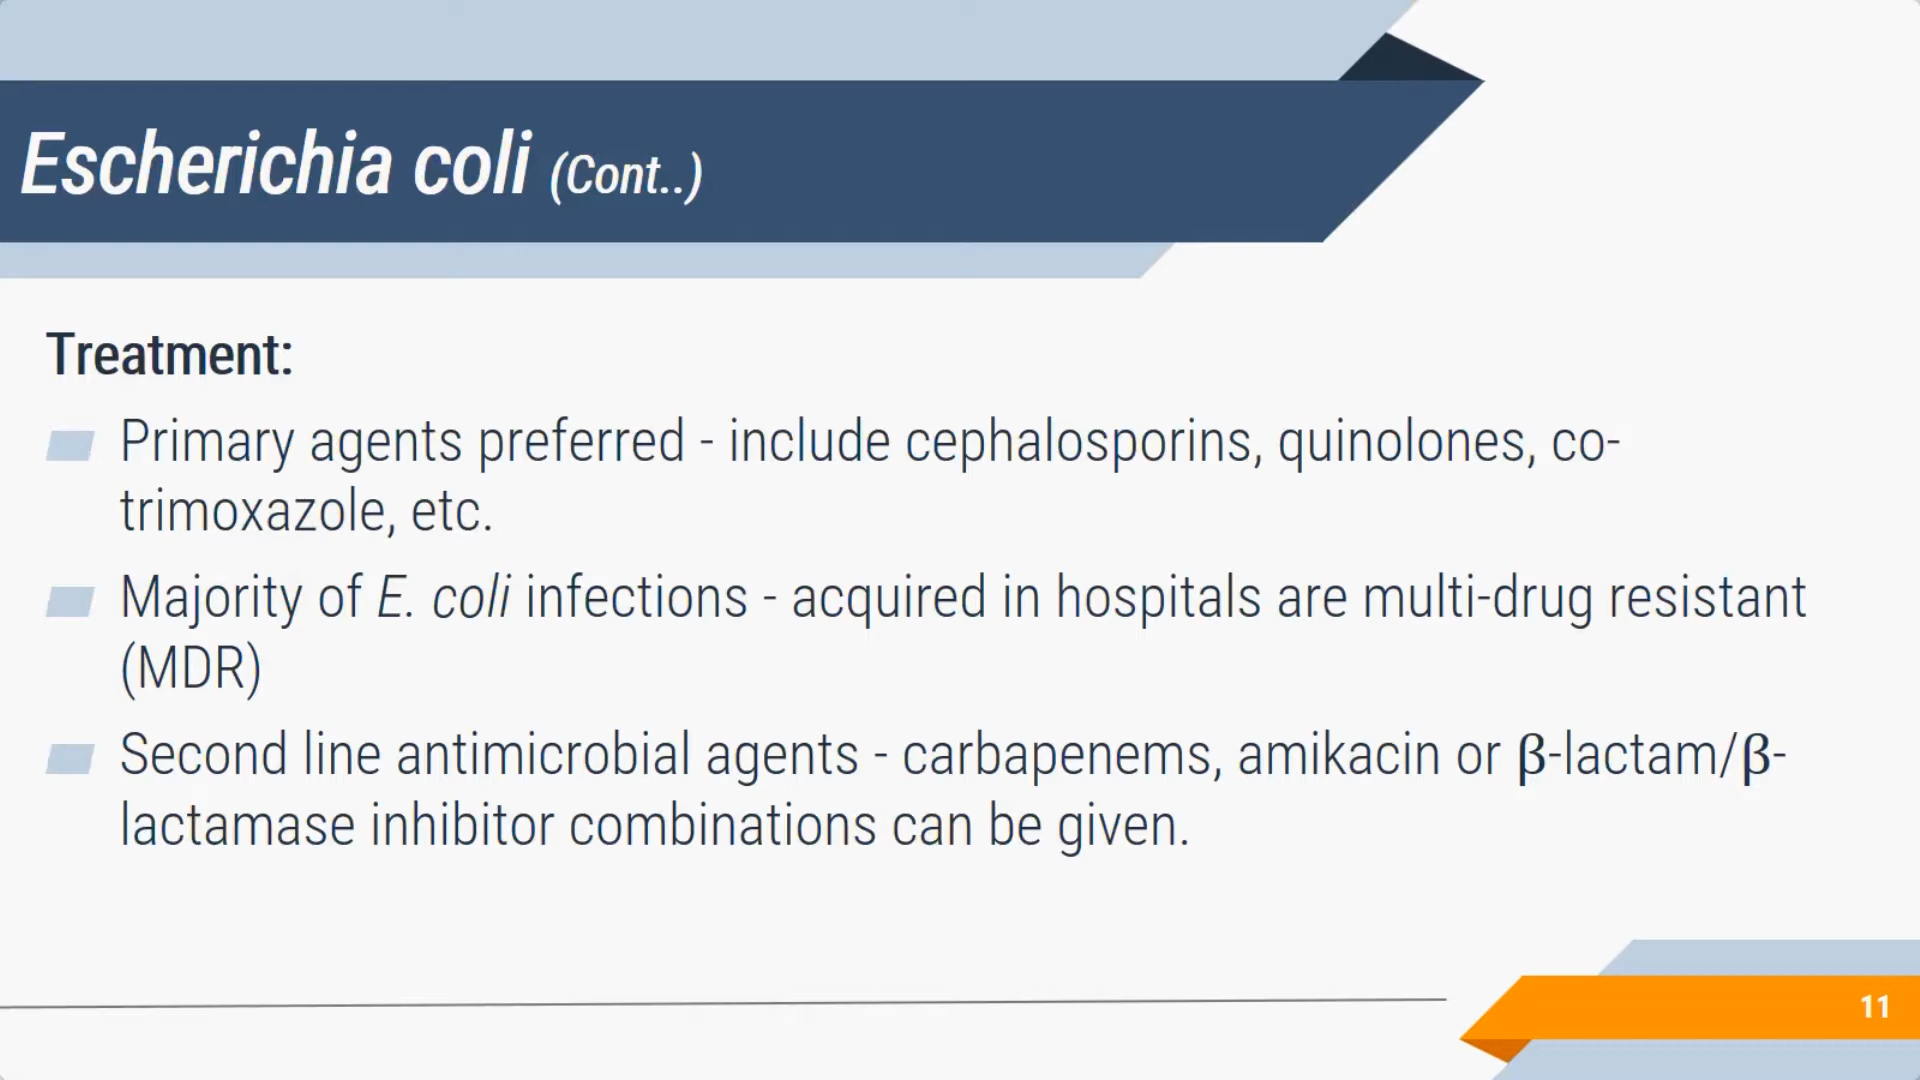 Escherichia coli (Cont..)
Treatment:
Primary agents preferred - include cephalosporins, quinolones, co-
trimoxazole, etc.
Majority of E. coli infections - acquired in hospitals are multi-drug resistant
(MDR)
Second line antimicrobial agents - carbapenems, amikacin or β-lactam/β-
lactamase inhibitor combinations can be given.
11